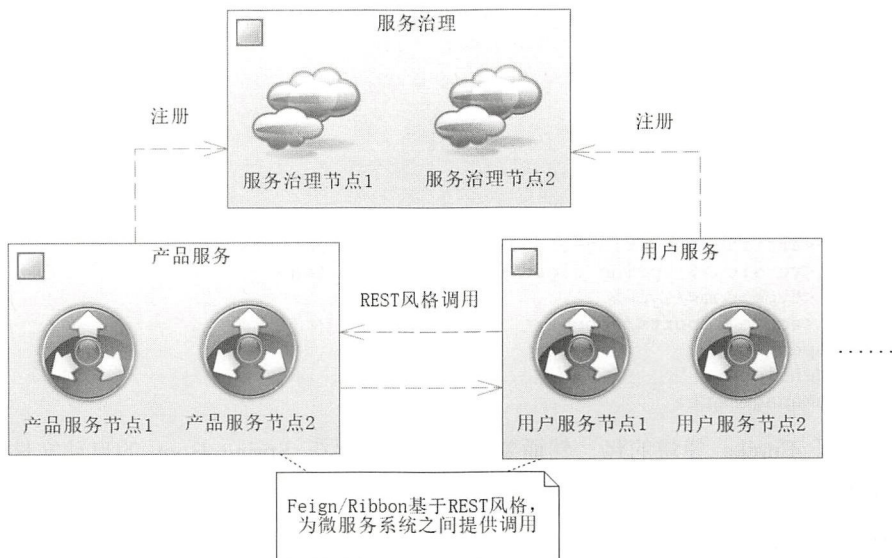 服务治理
注册
注册
服务治理节点1
服务治理节点2
产品服务
用户服务
REST风格调用
产品服务节点1
产品服务节点2
用户服务节点1
用户服务节点2
......
Feign/Ribbon基于REST风格，
为微服务系统之间提供调用